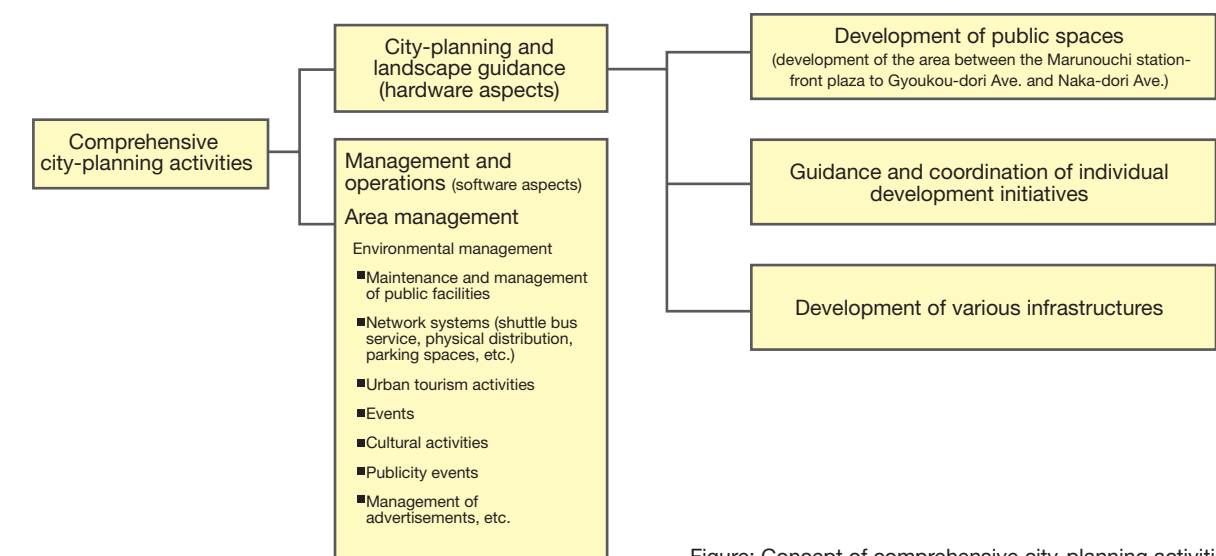 Comprehensive
city-planning activities
City-planning and
landscape guidance
(hardware aspects)
Management and
operations (software aspects)
Area management
Environmental management
■Maintenance and management
of public facilities
■Network systems (shuttle bus
service, physical distribution,
parking spaces, etc.)
■Urban tourism activities
■Events
■Cultural activities
■Publicity events
■Management of
advertisements, etc.
Development of public spaces
(development of the area between the Marunouchi station-
front plaza to Gyoukou-dori Ave. and Naka-dori Ave.)
Guidance and coordination of individual
development initiatives
Development of various infrastructures
Figure: Concept of comprehensive city-planning activiti